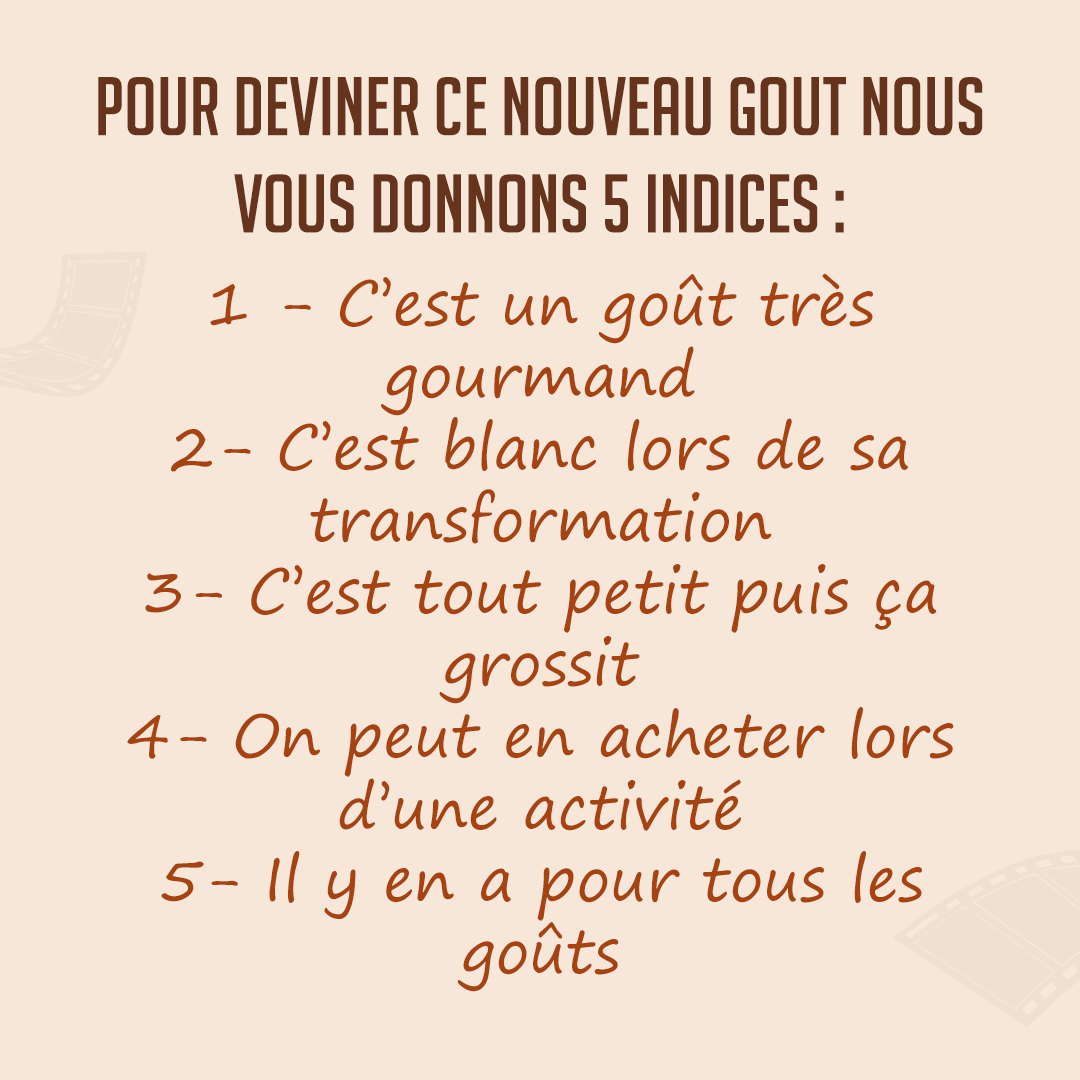 POUR DEVINER CE NOUVEAU GOUT NOUS
VOUS DONNONS 5 INDICES :
1 - C'est un goût très
gourmand
2- C'est blanc lors de sa
transformation
3- C'est tout petit puis ça
grossit
4- On peut en acheter lors
d'une activité
5- Il y en a pour tous les
goûts